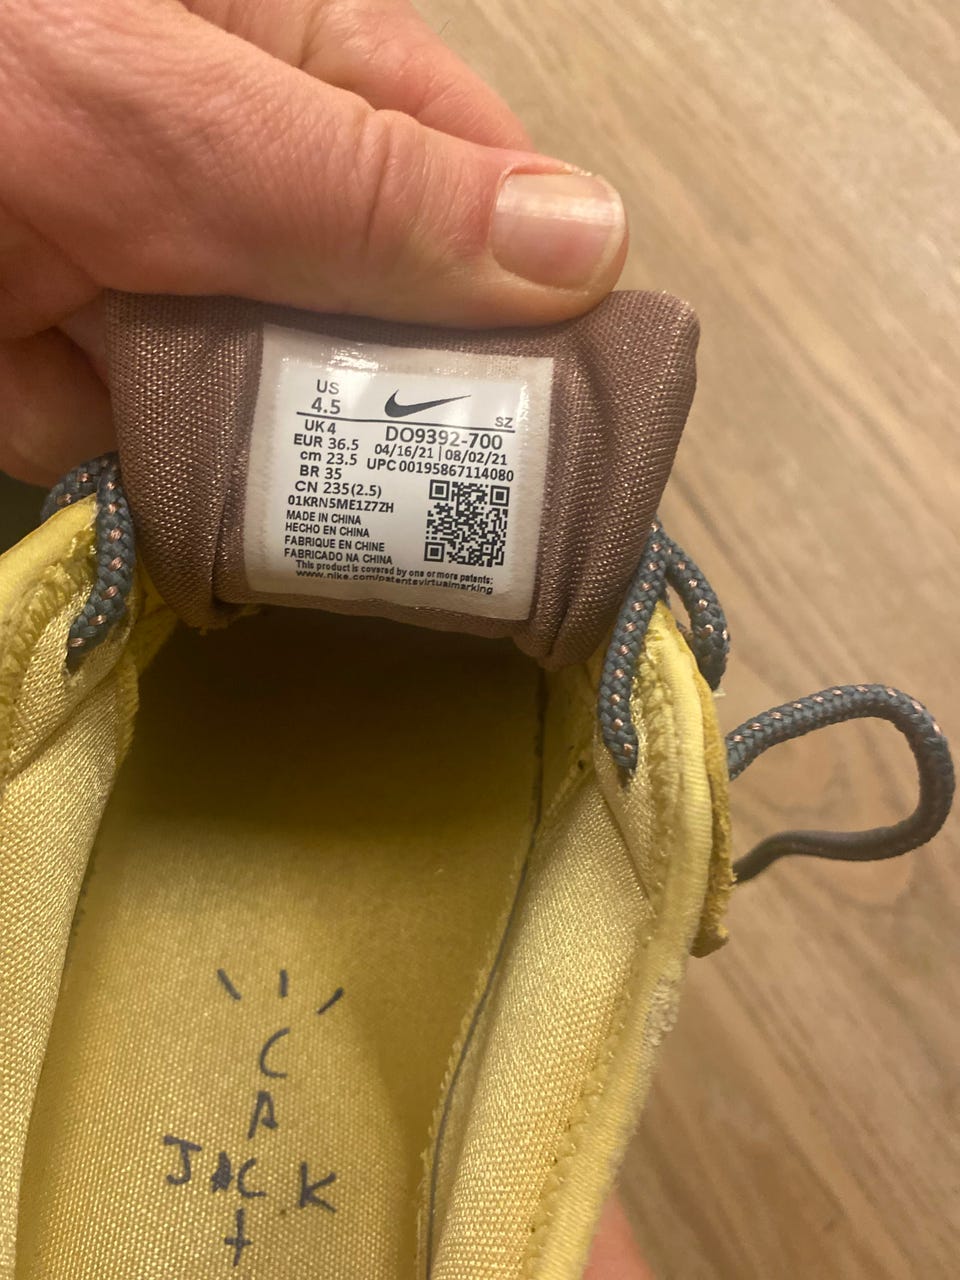 US
4.5
SZ
UK 4
DO9392-700
EUR 36.5
04/16/21 | 08/02/21
cm 23.5
UPC 00195867114080
BR 35
CN 235(2.5)
01KRN5ME1Z7ZH
MADE IN CHINA
HECHO EN CHINA
FABRIQUE EN CHINE
FABRICADO NA CHINA
This product is covered by one or more patents:
www.nike.com/patentsvirtualmarking
C
A
JACK
t